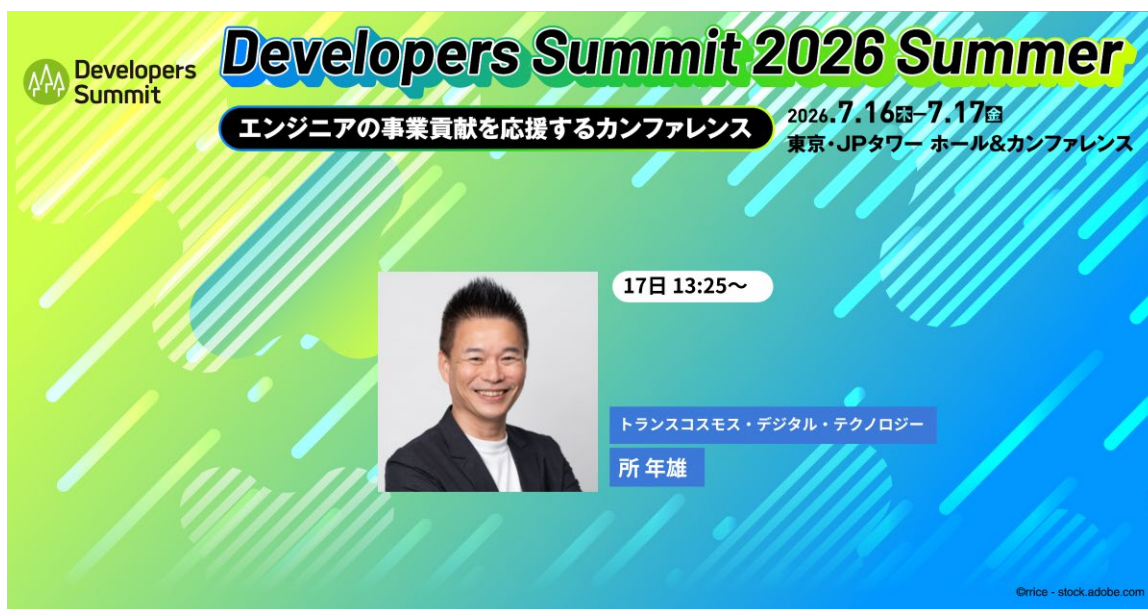 Developers
Summit
Developers Summit 2026 Summer
エンジニアの事業貢献を応援するカンファレンス
2026.7.16木–7.17金
東京・JPタワー ホール&カンファレンス
17日 13:25～
トランスコスモス・デジタル・テクノロジー
所 年雄
©rrice - stock.adobe.com